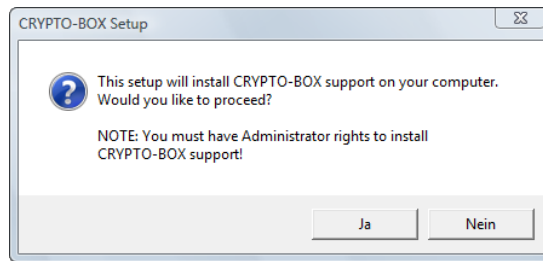 CRYPTO-BOX Setup
This setup will install CRYPTO-BOX support on your computer.
Would you like to proceed?
NOTE: You must have Administrator rights to install
CRYPTO-BOX support!
Ja
Nein